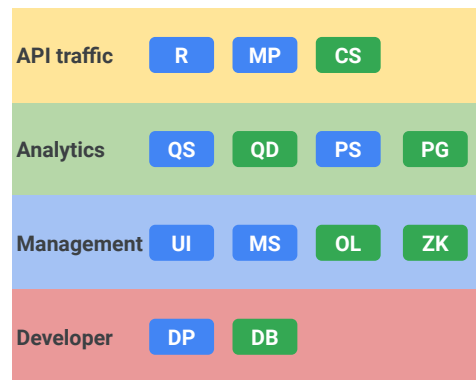 API traffic R MP CS
Analytics QS QD PS PG
Management UI MS OL ZK
Developer DP DB